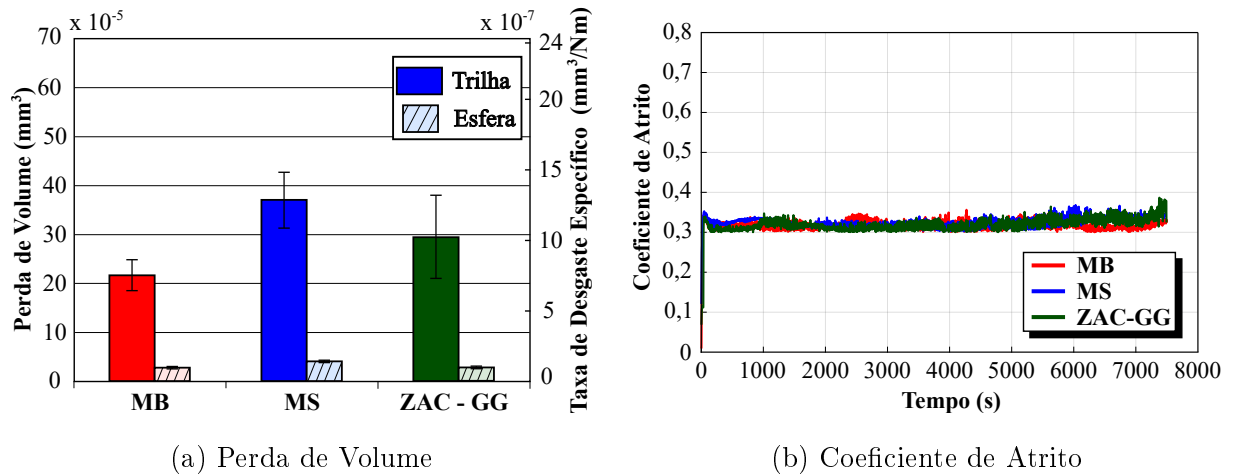 x 10-5
x 10-7
70
60
50
40
30
20
10
0
Perda de Volume (mm3)
24
20
15
10
5
0
Taxa de Desgaste Específico (mm3/Nm)
Trilha
Esfera
MB
MS
ZAC - GG
(a) Perda de Volume
0,8
0,7
0,6
0,5
0,4
0,3
0,2
0,1
0
Coeficiente de Atrito
MB
MS
ZAC-GG
0
1000
2000
3000
4000
5000
6000
7000
8000
Tempo (s)
(b) Coeficiente de Atrito